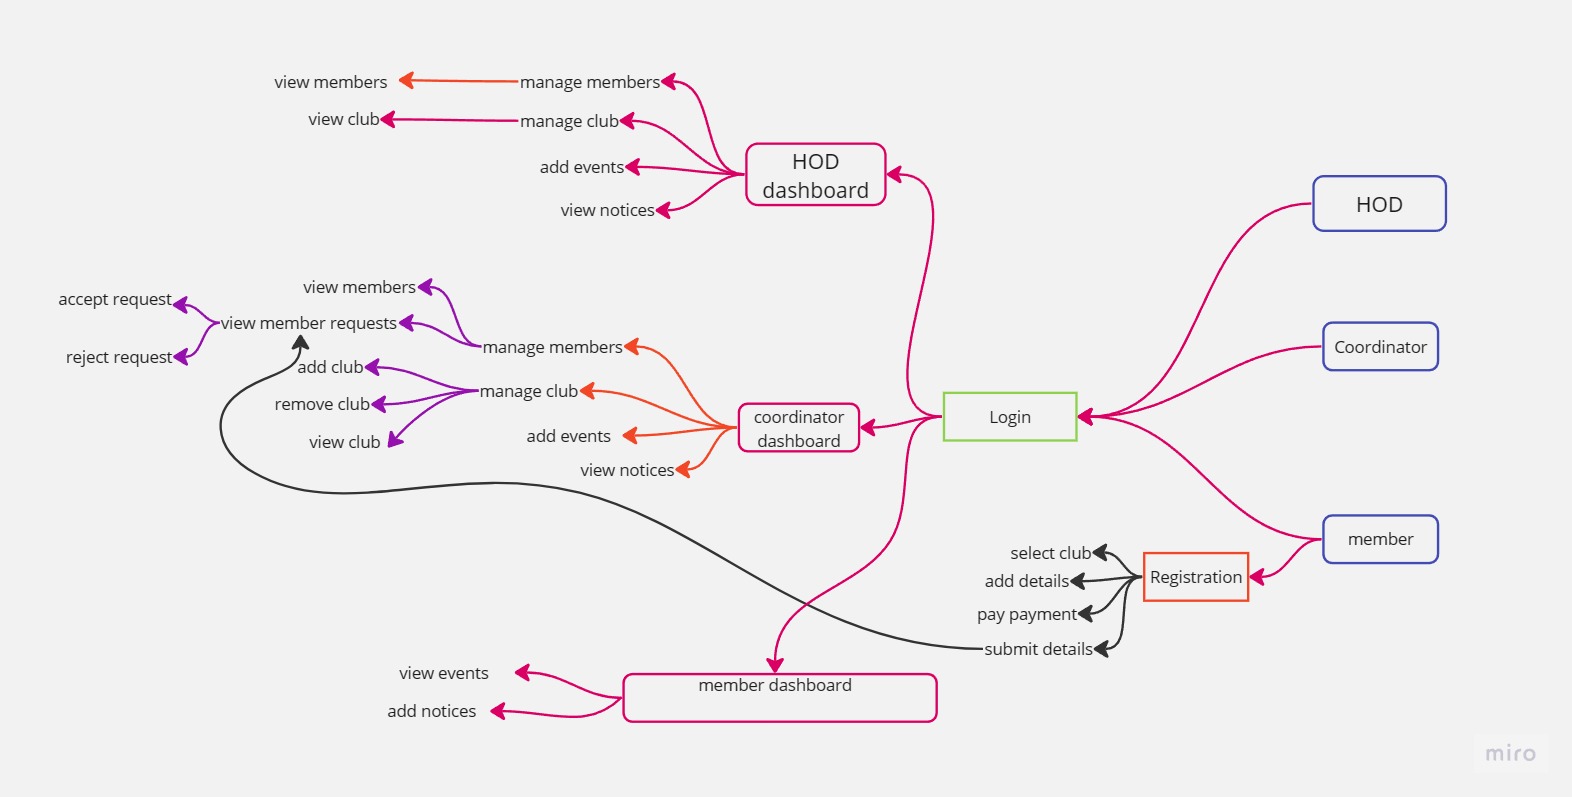 view members
manage members
view club
manage club
add events
view notices
HOD
dashboard
HOD
accept request
reject request
view members
view member requests
add club
remove club
view club
manage members
manage club
add events
view notices
coordinator
dashboard
Login
Coordinator
member
Registration
select club
add details
pay payment
submit details
view events
add notices
member dashboard
miro